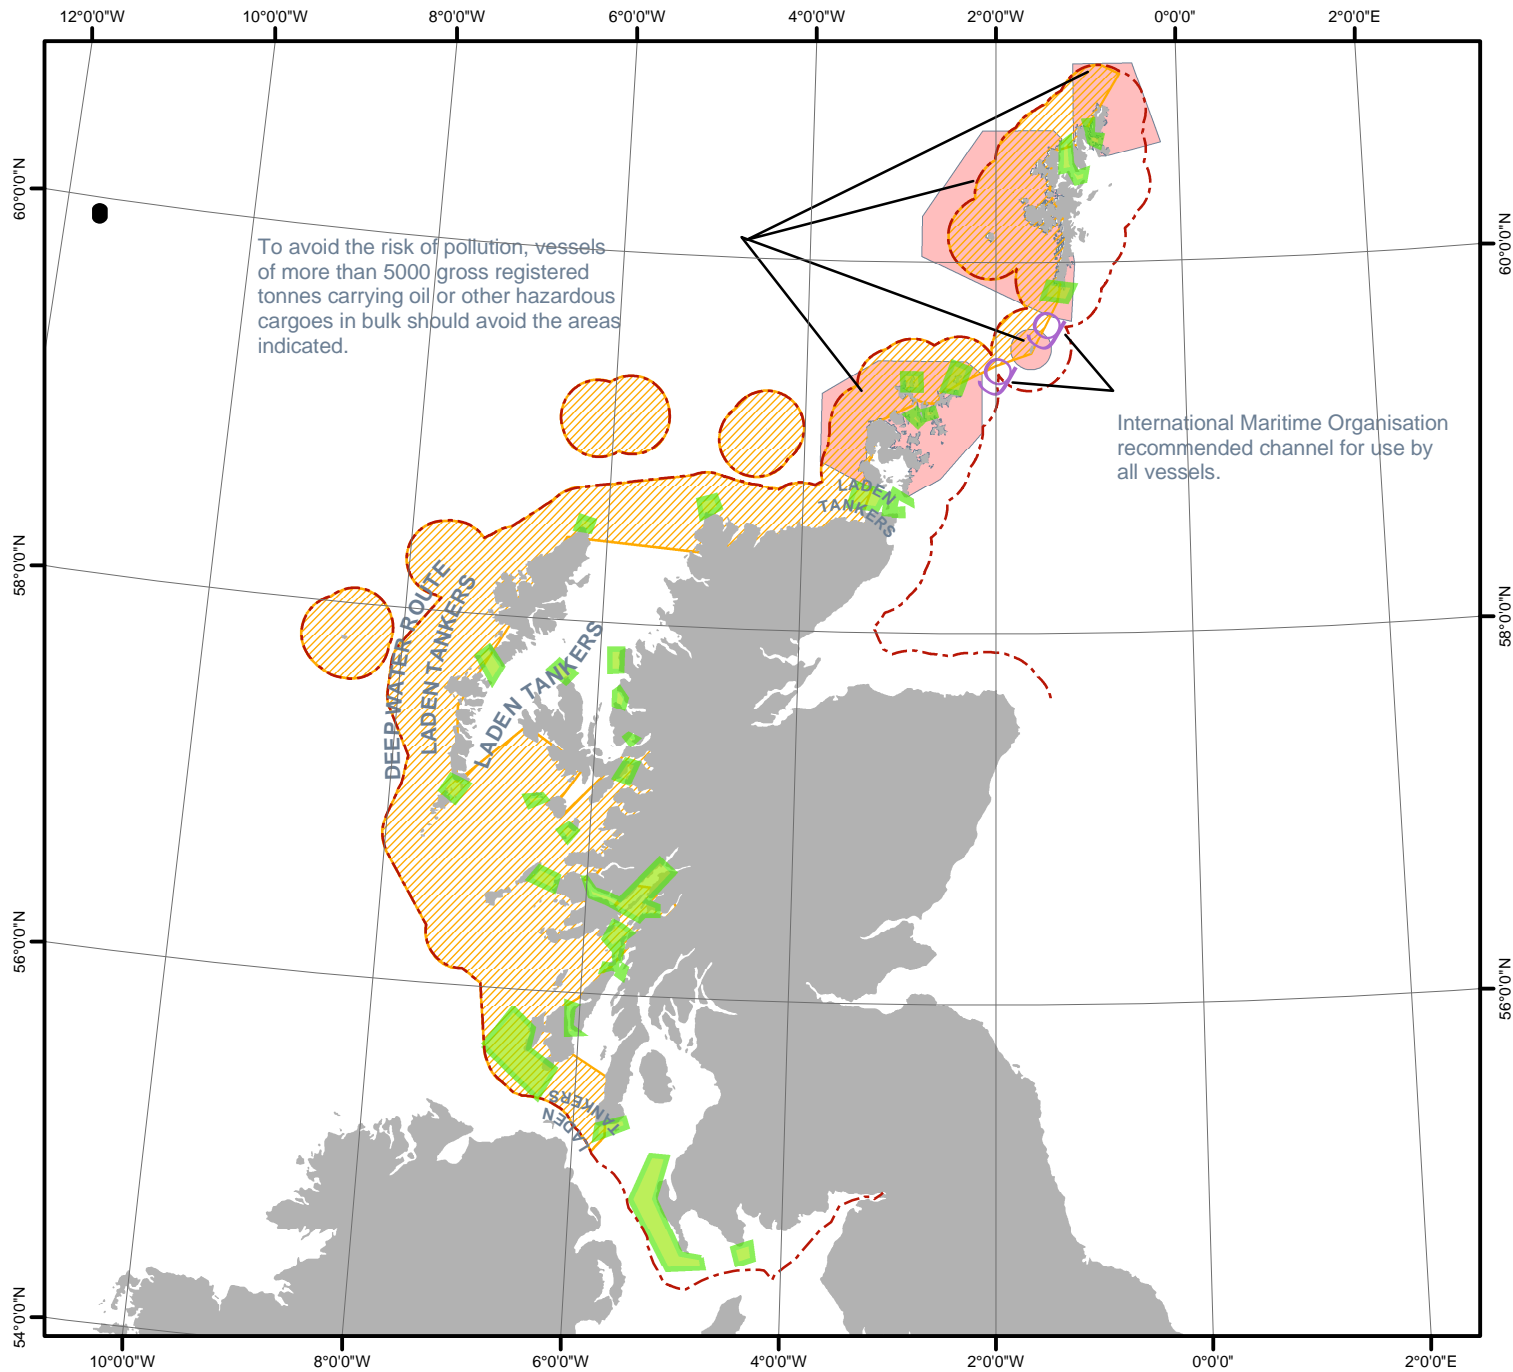 12°0'0"W 10°0'0"W 8°0'0"W 6°0'0"W 4°0'0"W 2°0'0"W 0°0'0" 2°0'0"E
60°0'0"N
60°0'0"N
To avoid the risk of pollution, vessels
of more than 5000 gross registered
tonnes carrying oil or other hazardous
cargoes in bulk should avoid the areas
indicated.
International Maritime Organisation
recommended channel for use by
all vessels.
LADEN
TANKERS
58°0'0"N
58°0'0"N
DEEP WATER ROUTE
LADEN TANKERS
LADEN TANKERS
56°0'0"N
56°0'0"N
LADEN
TANKERS
54°0'0"N
10°0'0"W 8°0'0"W 6°0'0"W 4°0'0"W 2°0'0"W 0°0'0" 2°0'0"E